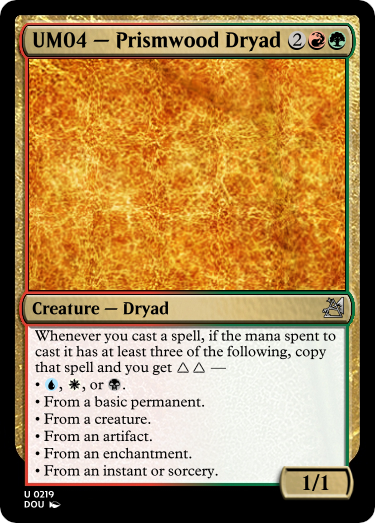 UM04 — Prismwood Dryad 2
Creature — Dryad
Whenever you cast a spell, if the mana spent to
cast it has at least three of the following, copy
that spell and you get △ △ —
• , , or .
• From a basic permanent.
• From a creature.
• From an artifact.
• From an enchantment.
• From an instant or sorcery.
1/1
U 0219
DOU